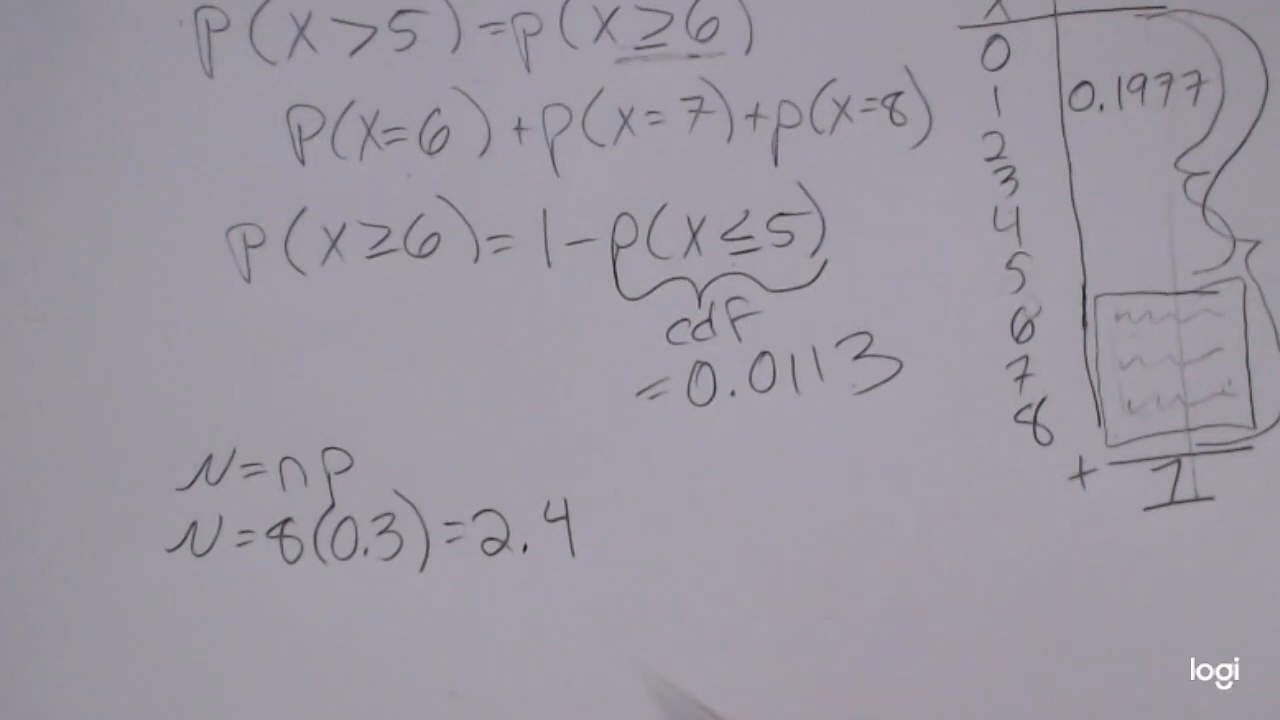 p(X>5)=p(X≥6)
P(X=6)+p(X=7)+p(X=8)
p(X≥6)=1-p(X≤5)
cdf
=0.0113
μ=np
μ=8(0.3)=2.4
X
0
1 0.1977
2
3
4
5
6
7
8
+ 1
logi